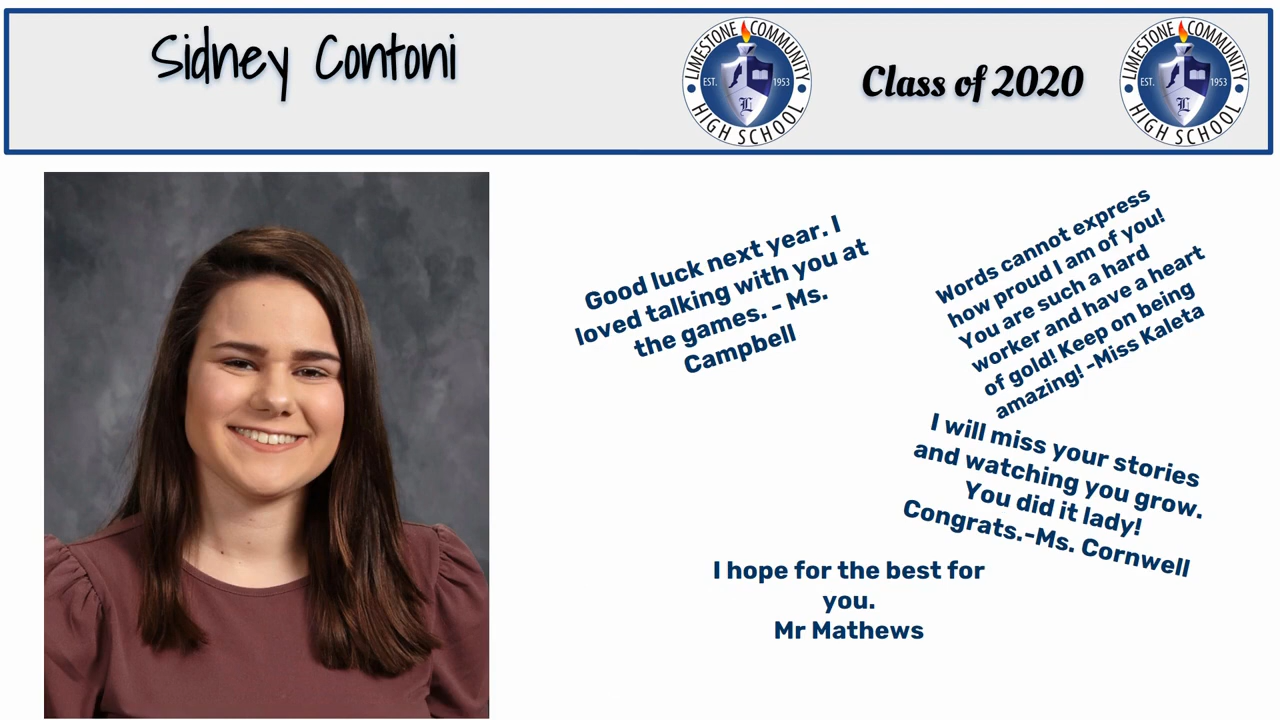 Sidney Contoni
LIMESTONE COMMUNITY
EST. 1953
L
HIGH SCHOOL
Class of 2020
LIMESTONE COMMUNITY
EST. 1953
L
HIGH SCHOOL
Good luck next year. I
loved talking with you at
the games. - Ms.
Campbell
Words cannot express
how proud I am of you!
You are such a hard
worker and have a heart
of gold! Keep on being
amazing! -Miss Kaleta
I will miss your stories
and watching you grow.
You did it lady!
Congrats.-Ms. Cornwell
I hope for the best for
you.
Mr Mathews